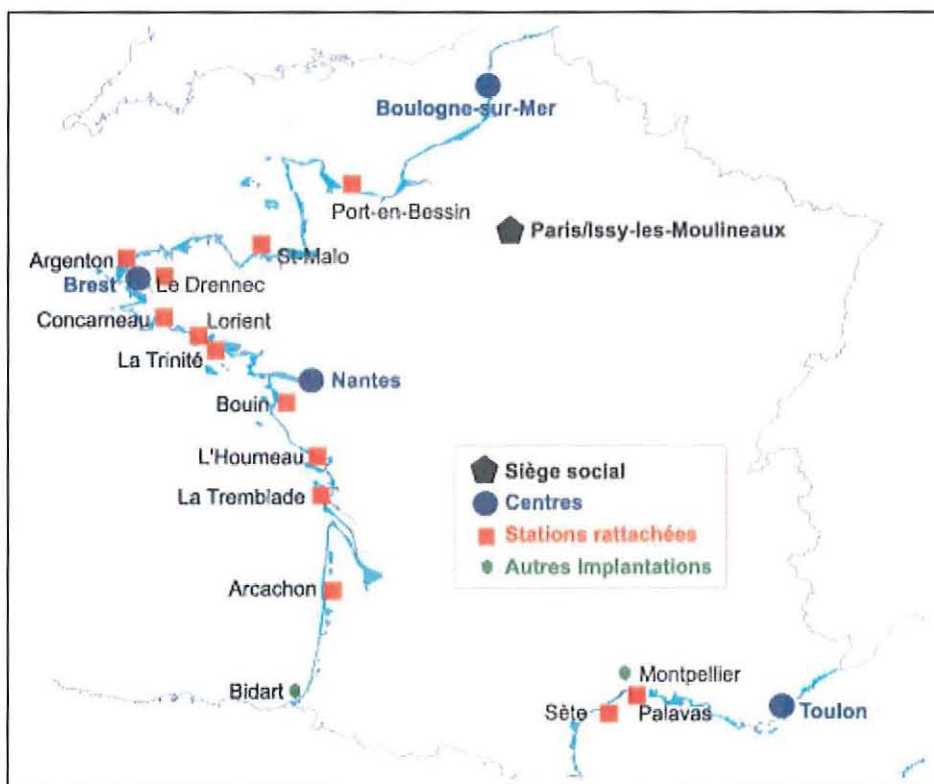 Boulogne-sur-Mer
Port-en-Bessin
Paris/Issy-les-Moulineaux
St-Malo
Argenton
Brest
Le Drennec
Concarneau
Lorient
La Trinité
Nantes
Bouin
L'Houmeau
La Tremblade
Siège social
Centres
Stations rattachées
Autres Implantations
Arcachon
Bidart
Montpellier
Sète
Palavas
Toulon